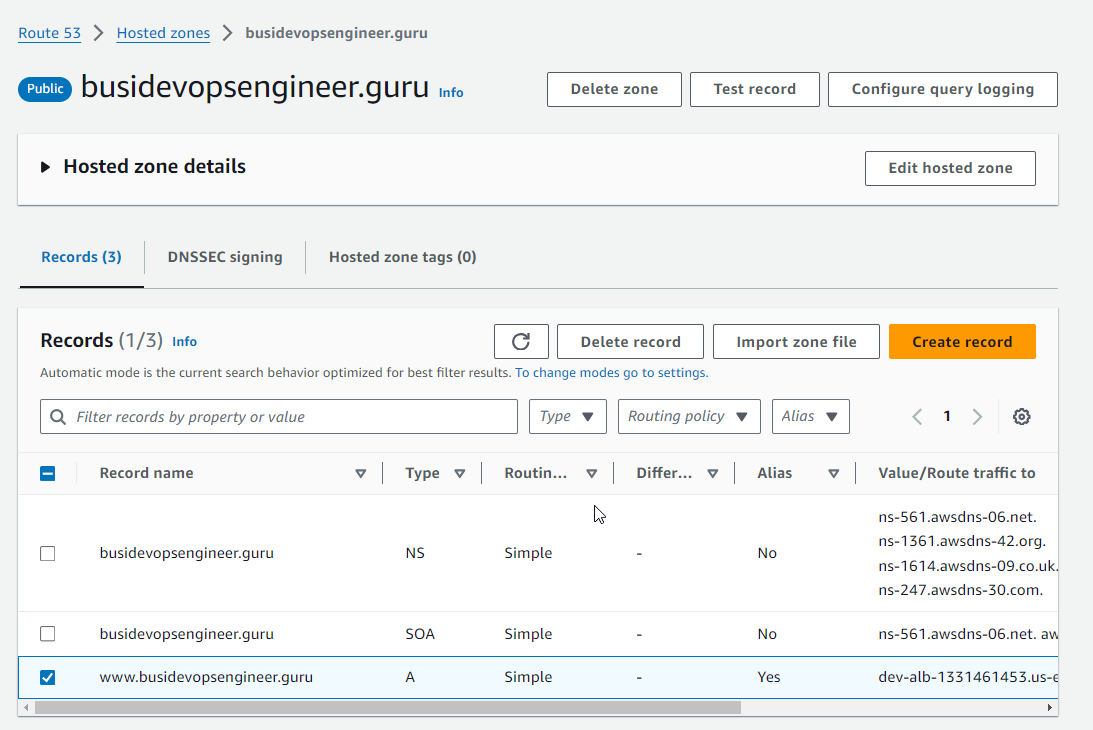 Route 53 > Hosted zones > busidevopsengineer.guru
Public busidevopsengineer.guru Info
Delete zone Test record Configure query logging
Hosted zone details Edit hosted zone
Records (3) DNSSEC signing Hosted zone tags (0)
Records (1/3) Info Delete record Import zone file Create record
Automatic mode is the current search behavior optimized for best filter results. To change modes go to settings.
Filter records by property or value Type Routing policy Alias 1
Record name Type Routin... Differ... Alias Value/Route traffic to
busidevopsengineer.guru NS Simple - No
ns-561.awsdns-06.net.
ns-1361.awsdns-42.org.
ns-1614.awsdns-09.co.uk.
ns-247.awsdns-30.com.
busidevopsengineer.guru SOA Simple - No ns-561.awsdns-06.net. aw
www.busidevopsengineer.guru A Simple - Yes dev-alb-1331461453.us-e